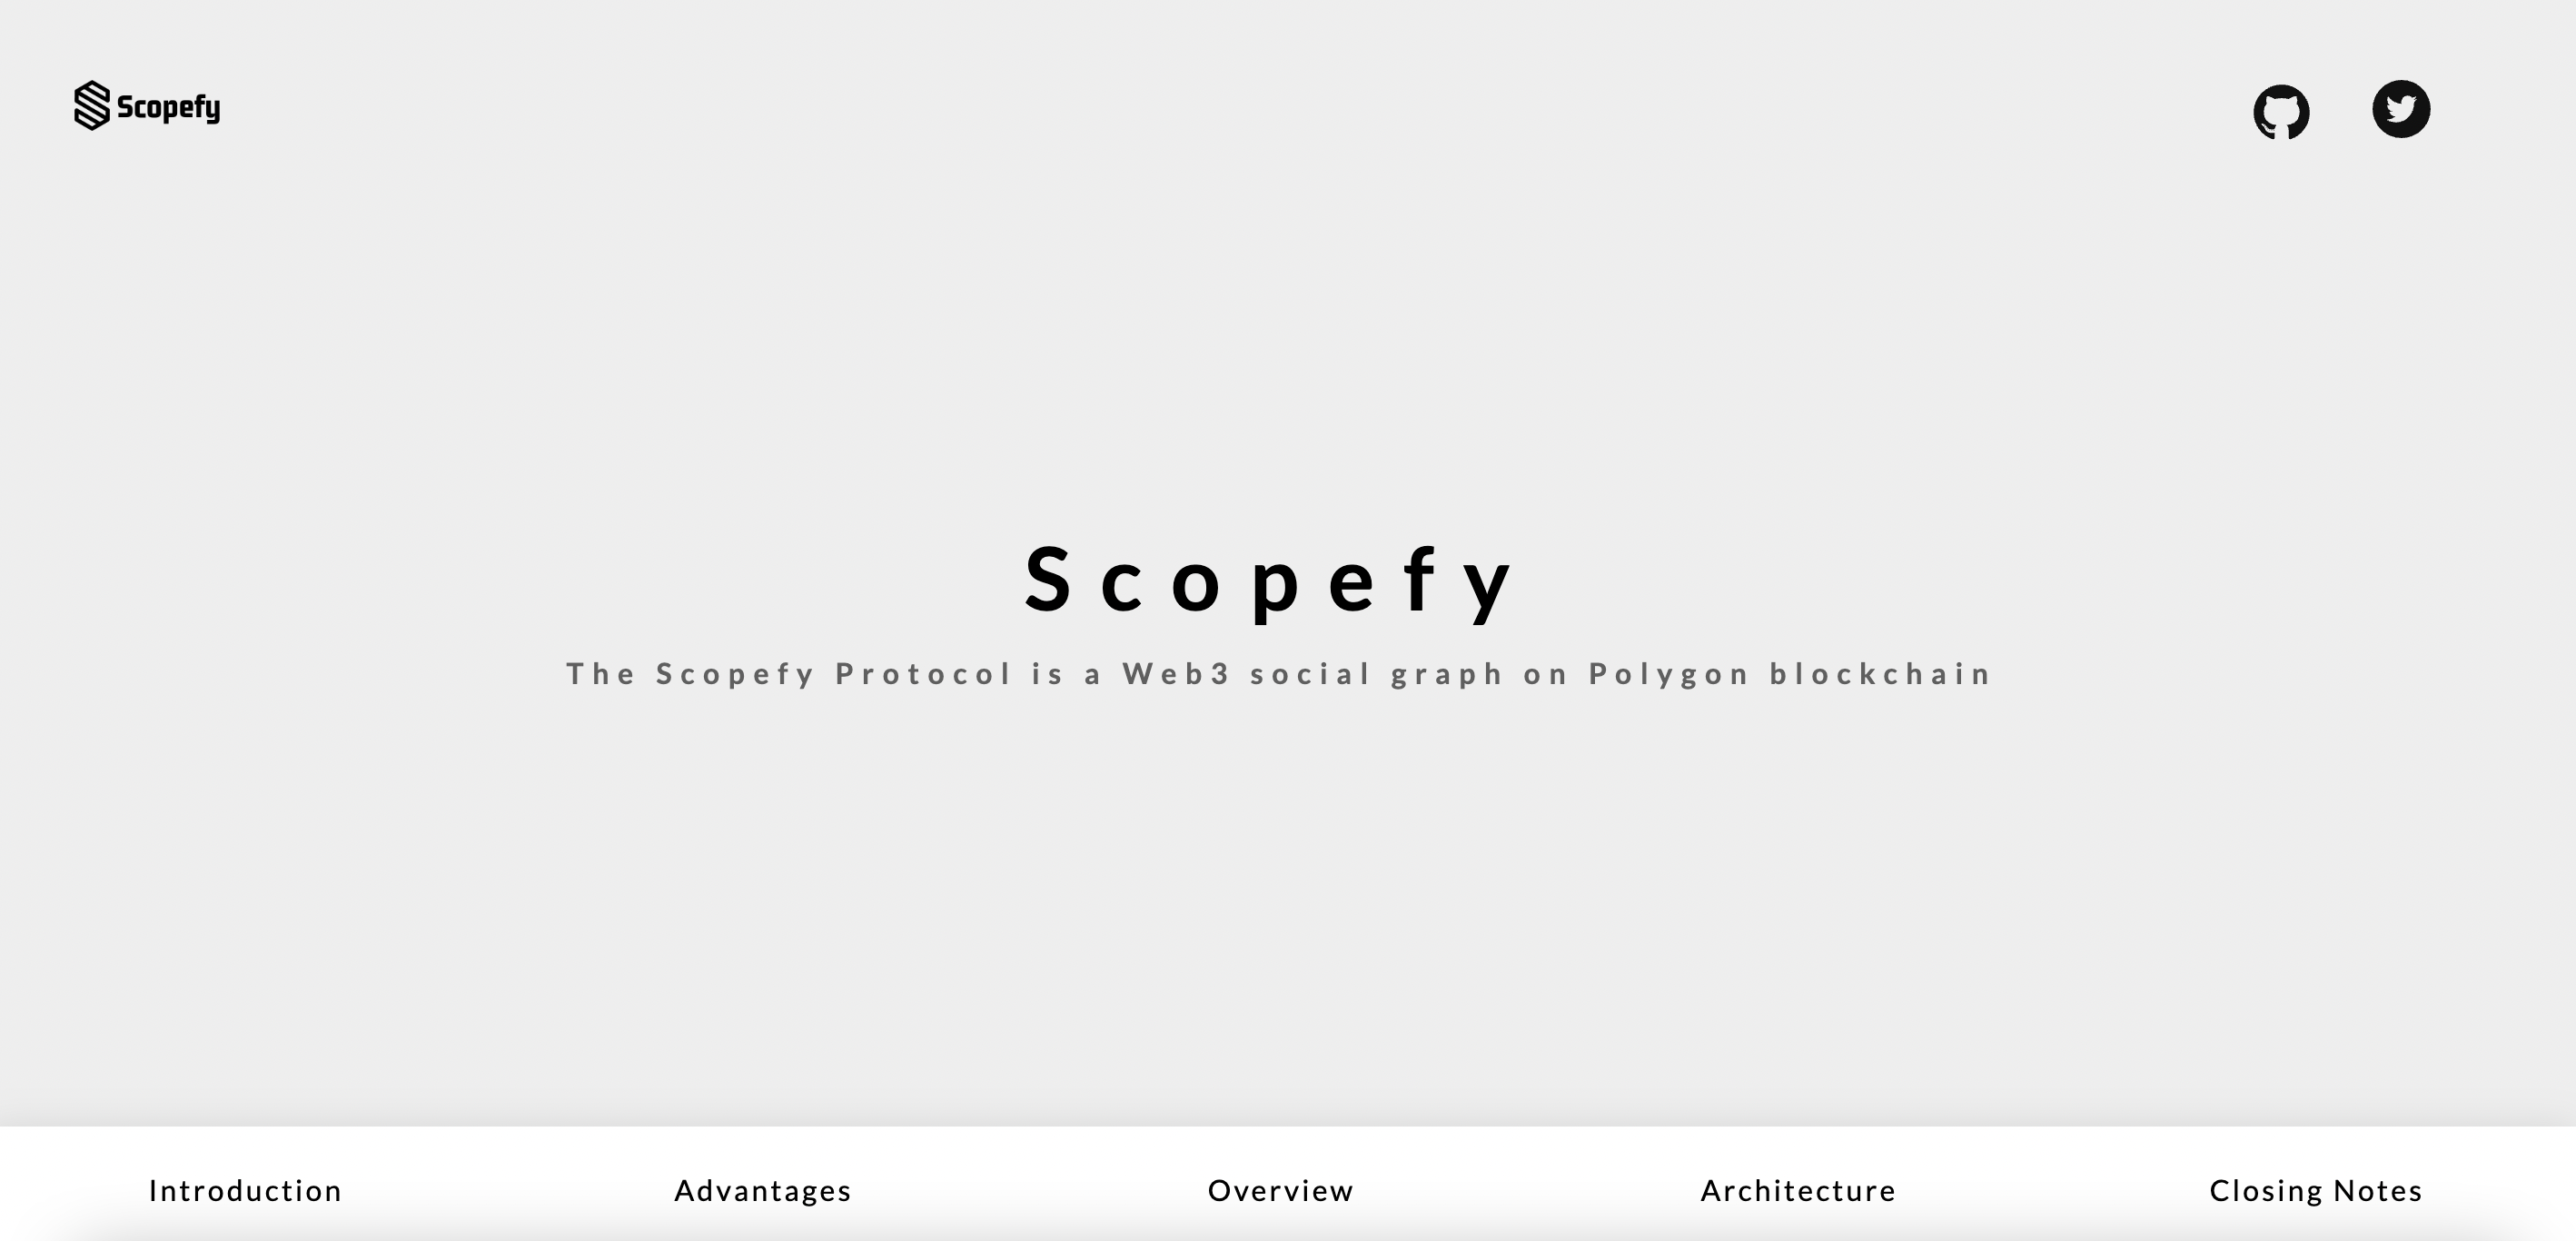 Scopefy
Scopefy
The Scopefy Protocol is a Web3 social graph on Polygon blockchain
Introduction Advantages Overview Architecture Closing Notes